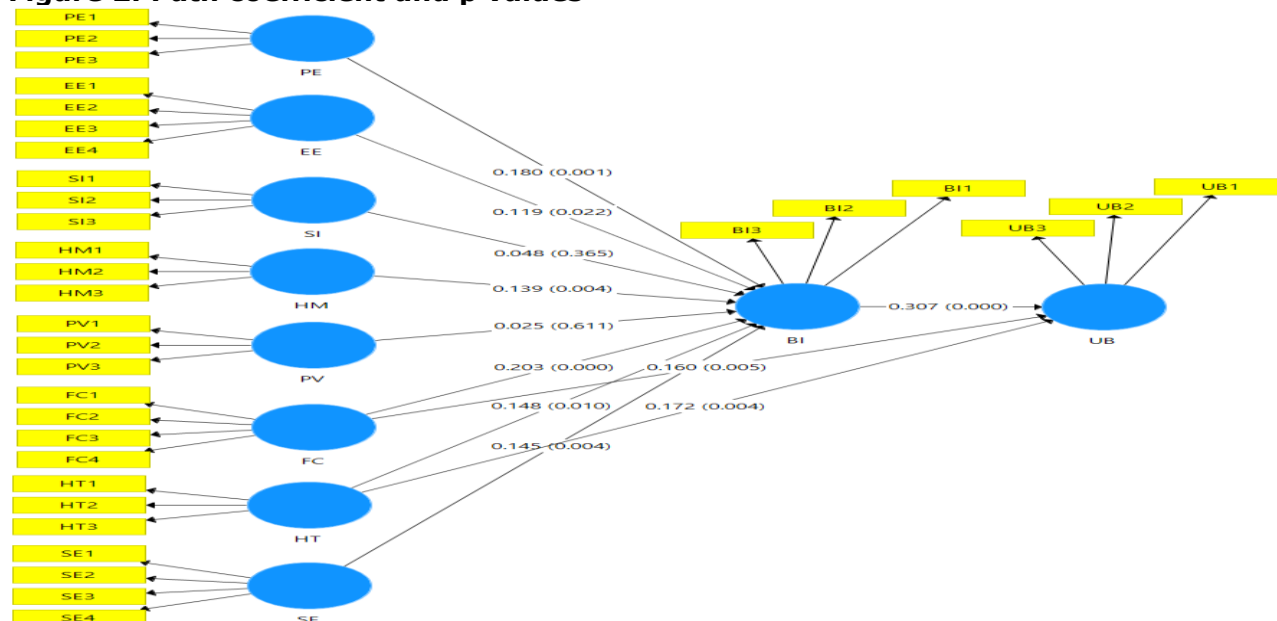 Figure 2. Path coefficient and p values
PE1
PE2
PE3
PE
EE1
EE2
EE3
EE4
EE
SI1
SI2
SI3
SI
HM1
HM2
HM3
HM
PV1
PV2
PV3
PV
FC1
FC2
FC3
FC4
FC
HT1
HT2
HT3
HT
SE1
SE2
SE3
SE4
SE
0.180 (0.001)
0.119 (0.022)
0.048 (0.365)
0.139 (0.004)
0.025 (0.611)
0.203 (0.000)
0.160 (0.005)
0.148 (0.010)
0.172 (0.004)
0.145 (0.004)
BI3
BI2
BI1
BI
0.307 (0.000)
UB3
UB2
UB1
UB